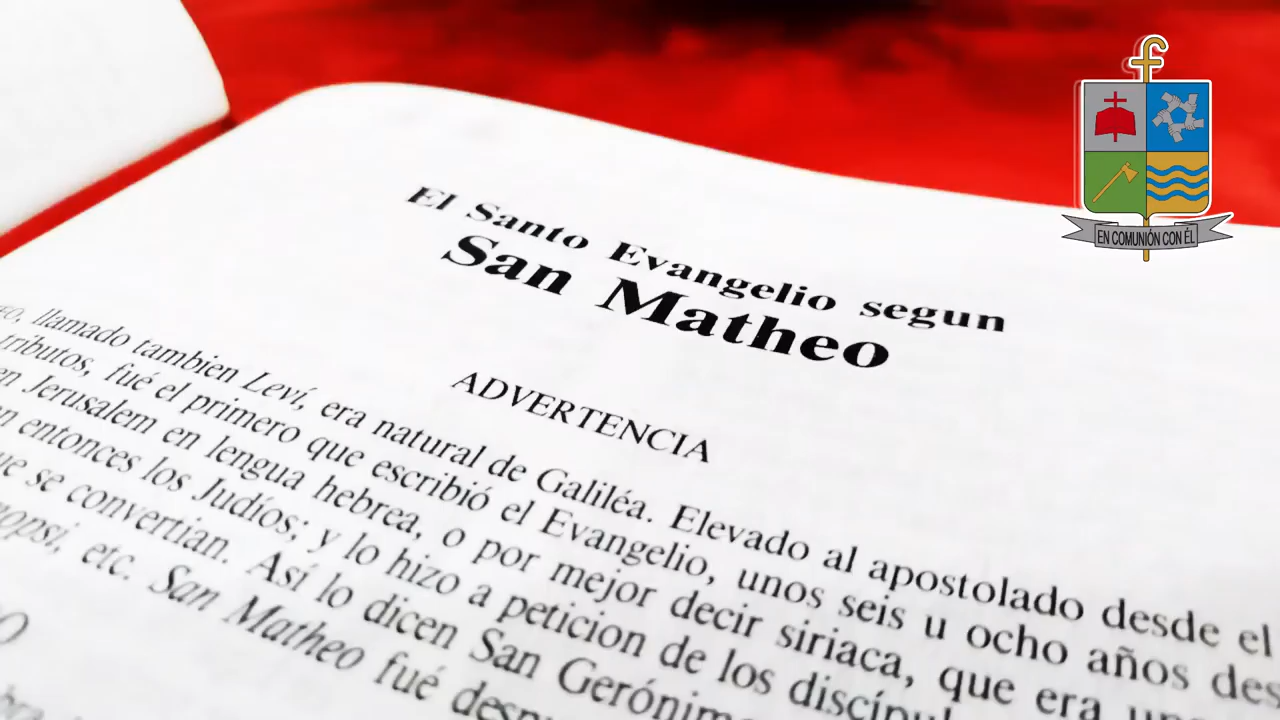 El Santo Evangelio segun
San Matheo
ADVERTENCIA
llamado tambien Leví, era natural de Galiléa. Elevado al apostolado desde el
tributos, fué el primero que escribió el Evangelio, unos seis u ocho años
en Jerusalem en lengua hebrea, o por mejor decir siriaca, que era
entonces los Judíos; y lo hizo a peticion de los
se convertian. Así lo dicen San
etc. San Matheo fué
EN COMUNIÓN CON ÉL